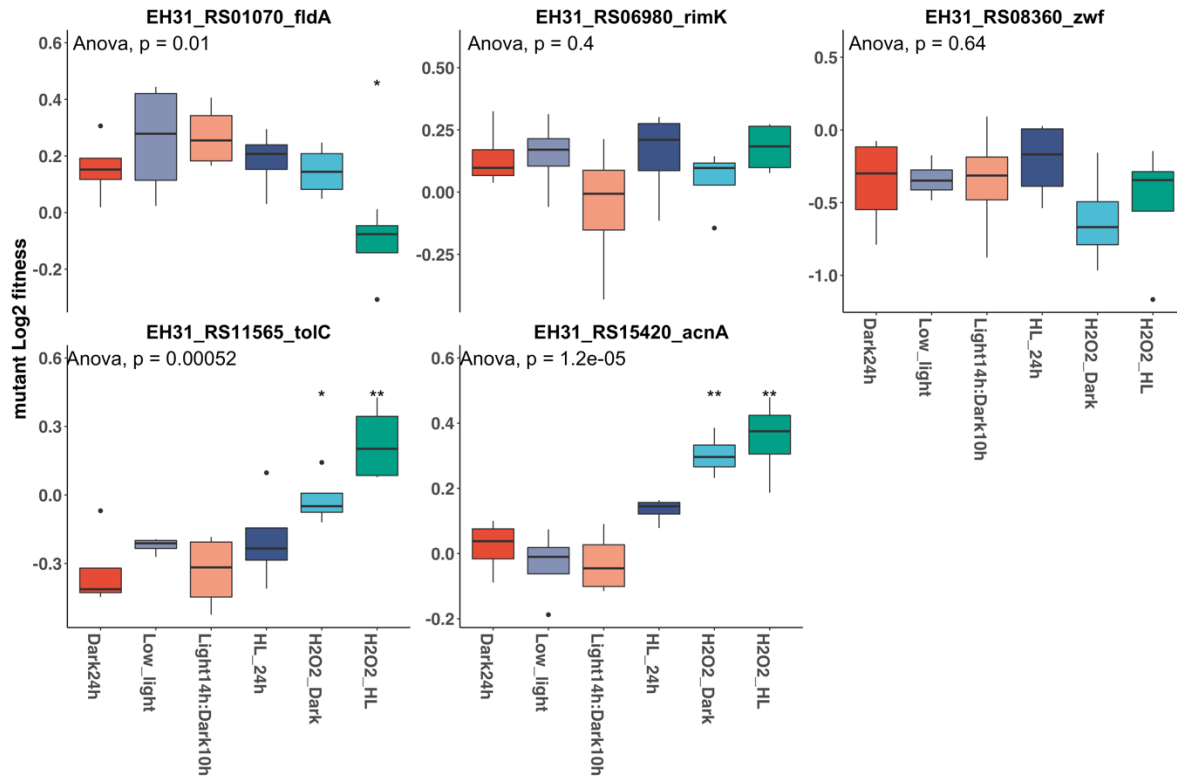 EH31_RS01070_fldA
EH31_RS06980_rimK
EH31_RS08360_zwf
Anova, p = 0.01
Anova, p = 0.4
Anova, p = 0.64
0.6
0.4
0.2
0.0
-0.2
*
0.50
0.25
0.00
-0.25
0.5
0.0
-0.5
-1.0
mutant Log2 fitness
EH31_RS11565_tolC
EH31_RS15420_acnA
Anova, p = 0.00052
Anova, p = 1.2e-05
0.6
0.3
0.0
-0.3
*
**
0.6
0.4
0.2
0.0
-0.2
**
**
Dark24h
Low_light
Light14h:Dark10h
HL_24h
H2O2_Dark
H2O2_HL
Dark24h
Low_light
Light14h:Dark10h
HL_24h
H2O2_Dark
H2O2_HL
Dark24h
Low_light
Light14h:Dark10h
HL_24h
H2O2_Dark
H2O2_HL